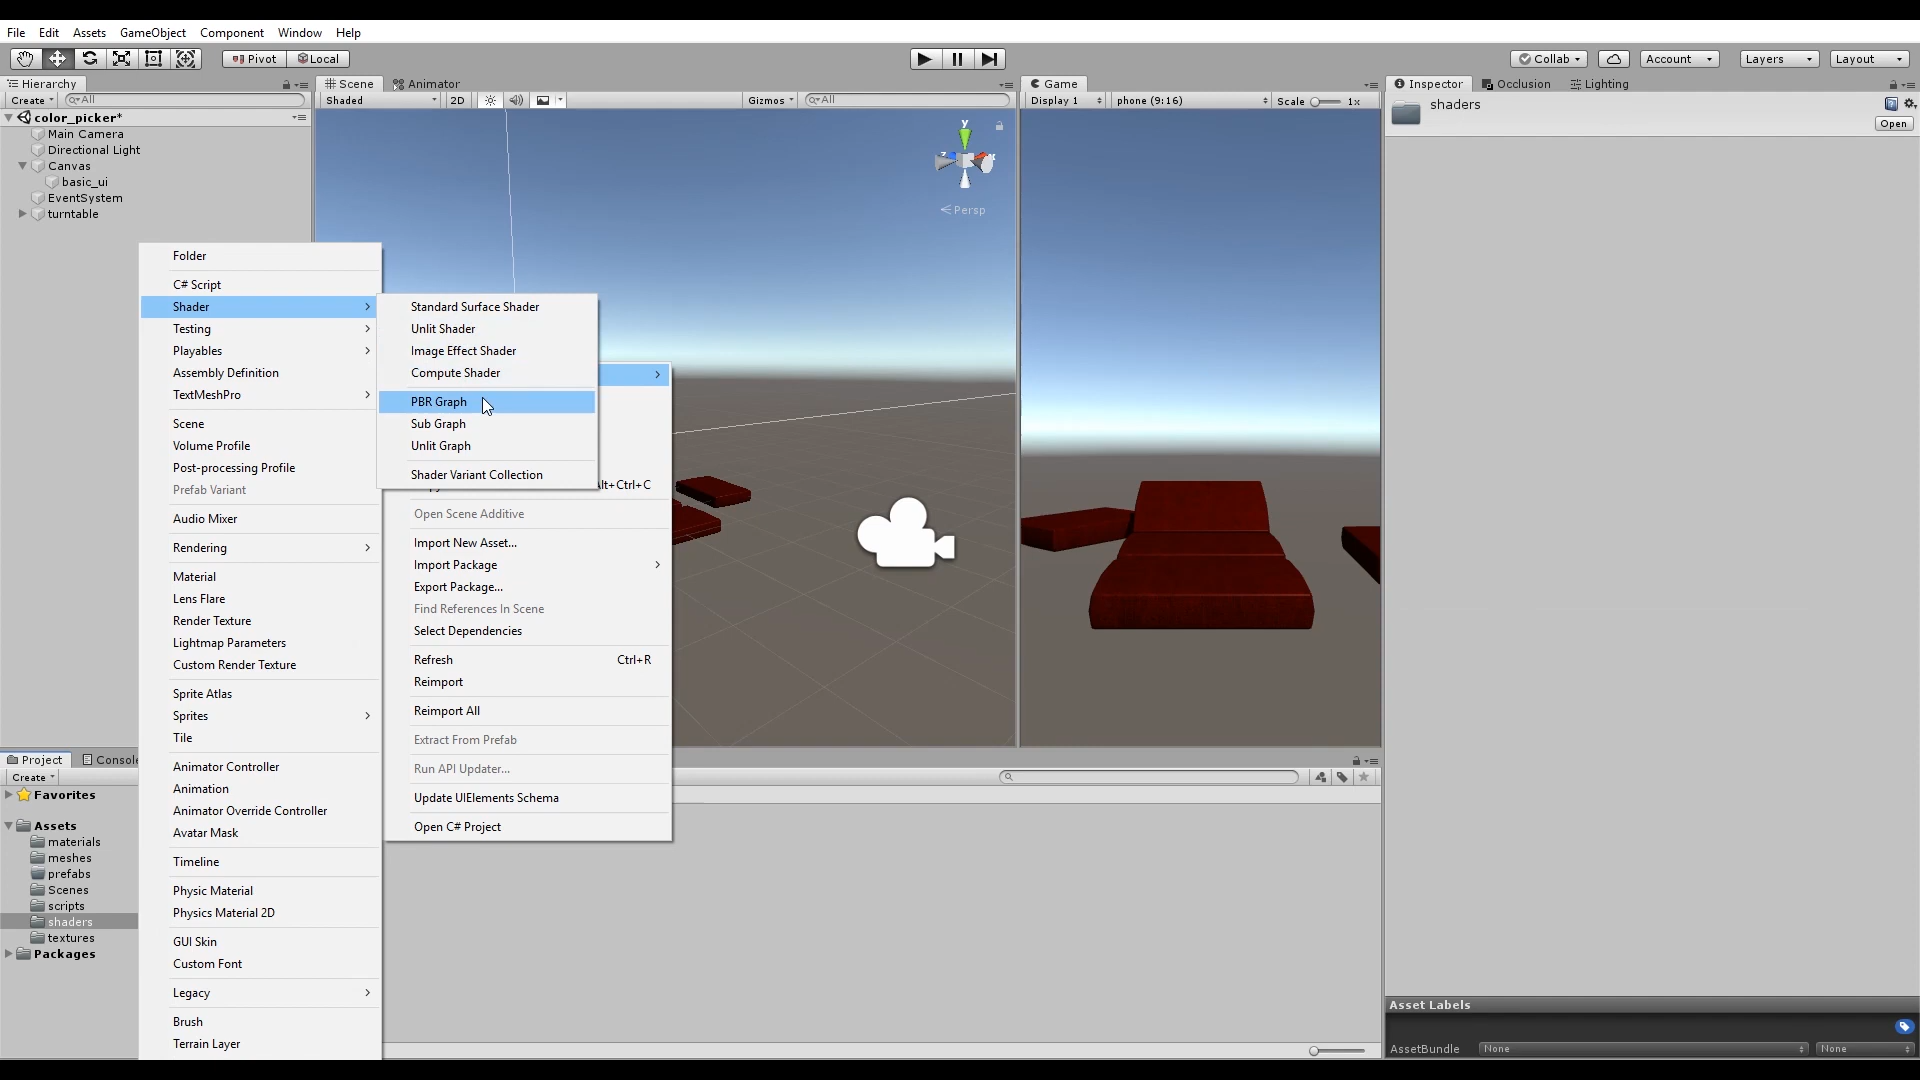 File Edit Assets GameObject Component Window Help
Pivot Local Collab Account Layers Layout
Hierarchy Scene Animator Game Inspector Occlusion Lighting
Create All Shaded 2D Gizmos All Display 1 phone (9:16) Scale 1x shaders
Open
color_picker*
Main Camera
Directional Light
Canvas
basic_ui
EventSystem
turntable
y
z
x
Persp
Folder
C# Script
Shader
Testing
Playables
Assembly Definition
TextMeshPro
Scene
Volume Profile
Post-processing Profile
Prefab Variant
Audio Mixer
Rendering
Material
Lens Flare
Render Texture
Lightmap Parameters
Custom Render Texture
Sprite Atlas
Sprites
Tile
Animator Controller
Animation
Animator Override Controller
Avatar Mask
Timeline
Physic Material
Physics Material 2D
GUI Skin
Custom Font
Legacy
Brush
Terrain Layer
Standard Surface Shader
Unlit Shader
Image Effect Shader
Compute Shader
PBR Graph
Sub Graph
Unlit Graph
Shader Variant Collection
Alt+Ctrl+C
Open Scene Additive
Import New Asset...
Import Package
Export Package...
Find References In Scene
Select Dependencies
Refresh Ctrl+R
Reimport
Reimport All
Extract From Prefab
Run API Updater...
Update UIElements Schema
Open C# Project
Project Console
Create
Favorites
Assets
materials
meshes
prefabs
Scenes
scripts
shaders
textures
Packages
Asset Labels
AssetBundle None None